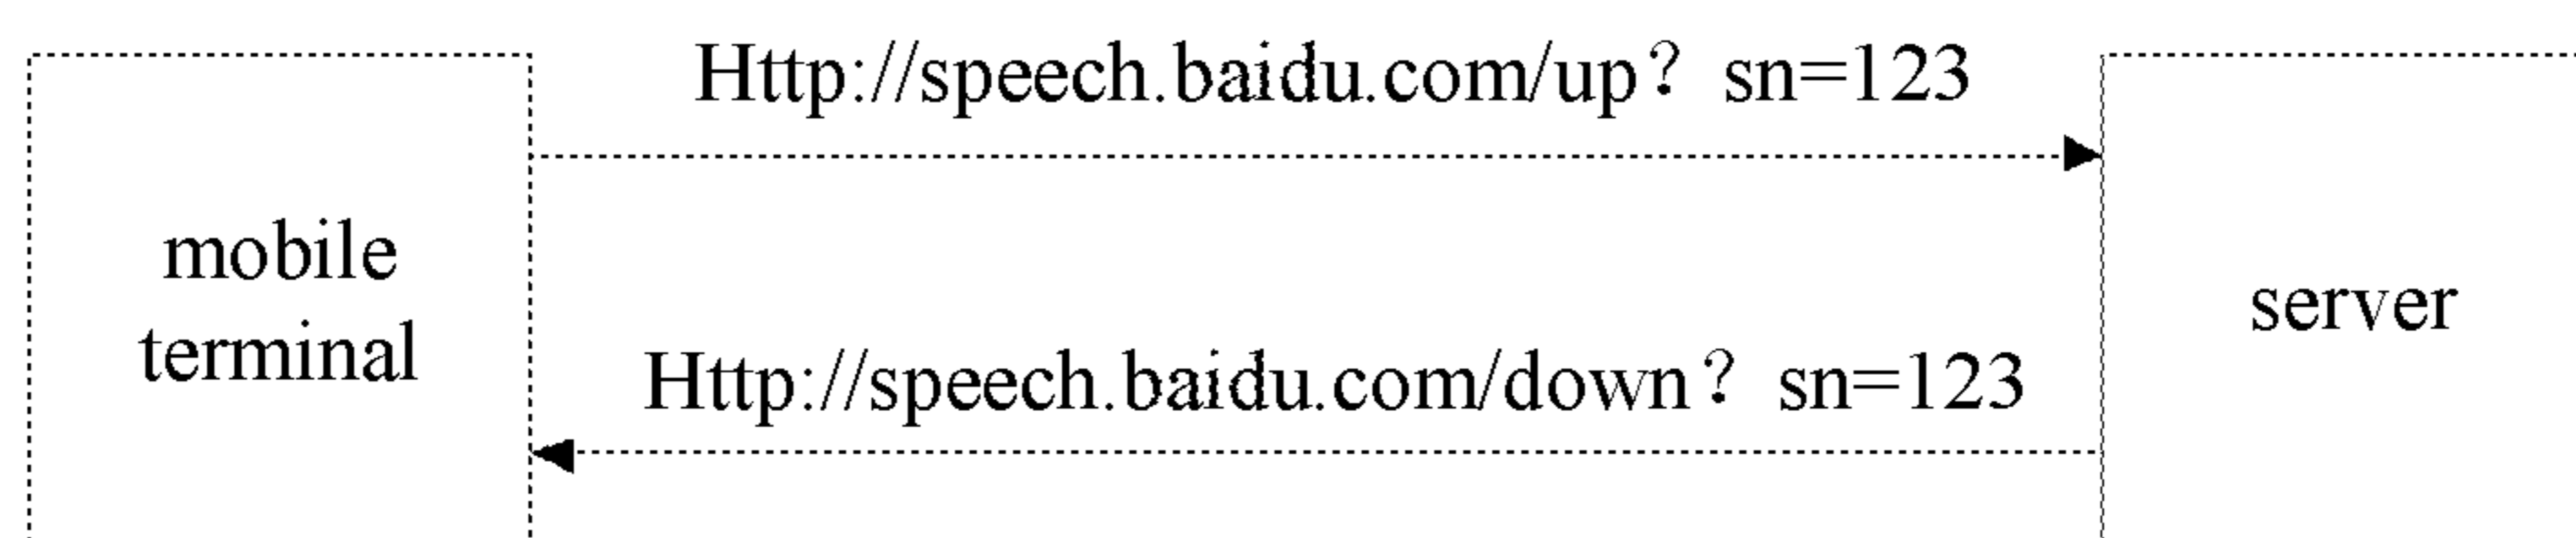 Http://speech.baidu.com/up？ sn=123
mobile
terminal
server
Http://speech.baidu.com/down？ sn=123